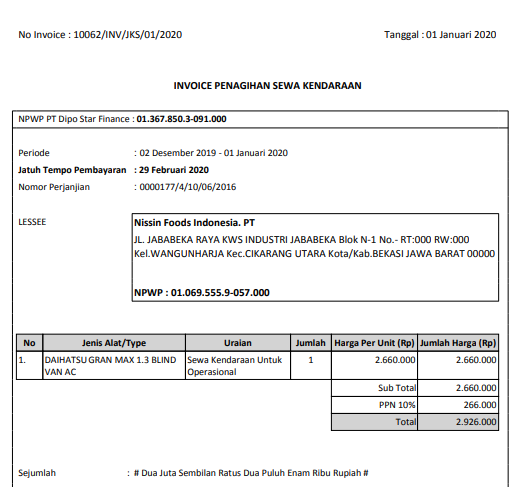 No Invoice : 10062/INV/JKS/01/2020 Tanggal : 01 Januari 2020
INVOICE PENAGIHAN SEWA KENDARAAN
NPWP PT Dipo Star Finance : 01.367.850.3-091.000
Periode : 02 Desember 2019 - 01 Januari 2020
Jatuh Tempo Pembayaran : 29 Februari 2020
Nomor Perjanjian : 0000177/4/10/06/2016
LESSEE Nissin Foods Indonesia. PT
JL. JABABEKA RAYA KWS INDUSTRI JABABEKA Blok N-1 No.- RT:000 RW:000
Kel.WANGUNHARJA Kec.CIKARANG UTARA Kota/Kab.BEKASI JAWA BARAT 00000
NPWP : 01.069.555.9-057.000
No Jenis Alat/Type Uraian Jumlah Harga Per Unit (Rp) Jumlah Harga (Rp)
1. DAIHATSU GRAN MAX 1.3 BLIND Sewa Kendaraan Untuk 1 2.660.000 2.660.000
VAN AC Operasional
Sub Total 2.660.000
PPN 10% 266.000
Total 2.926.000
Sejumlah : # Dua Juta Sembilan Ratus Dua Puluh Enam Ribu Rupiah #